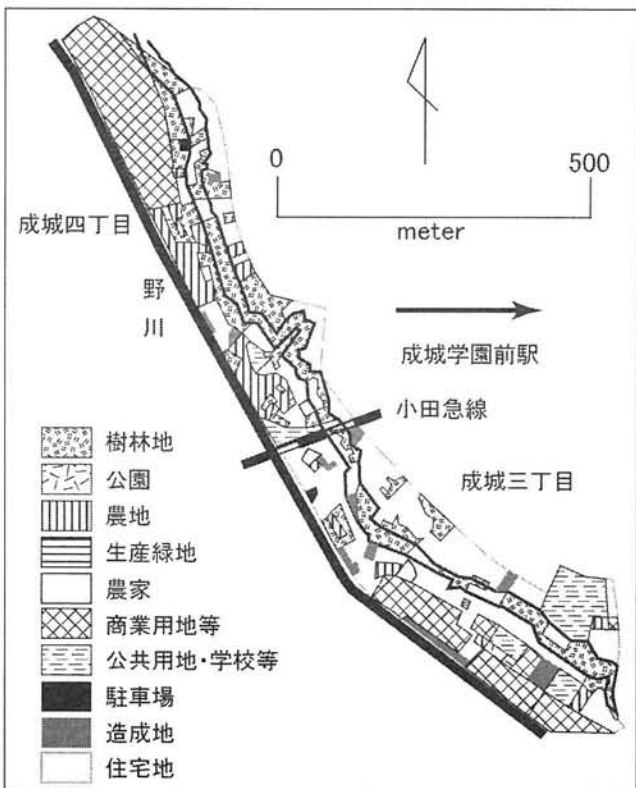 0
500
meter
成城四丁目
野川
成城学園前駅
小田急線
成城三丁目
樹林地
公園
農地
生産緑地
農家
商業用地等
公共用地・学校等
駐車場
造成地
住宅地